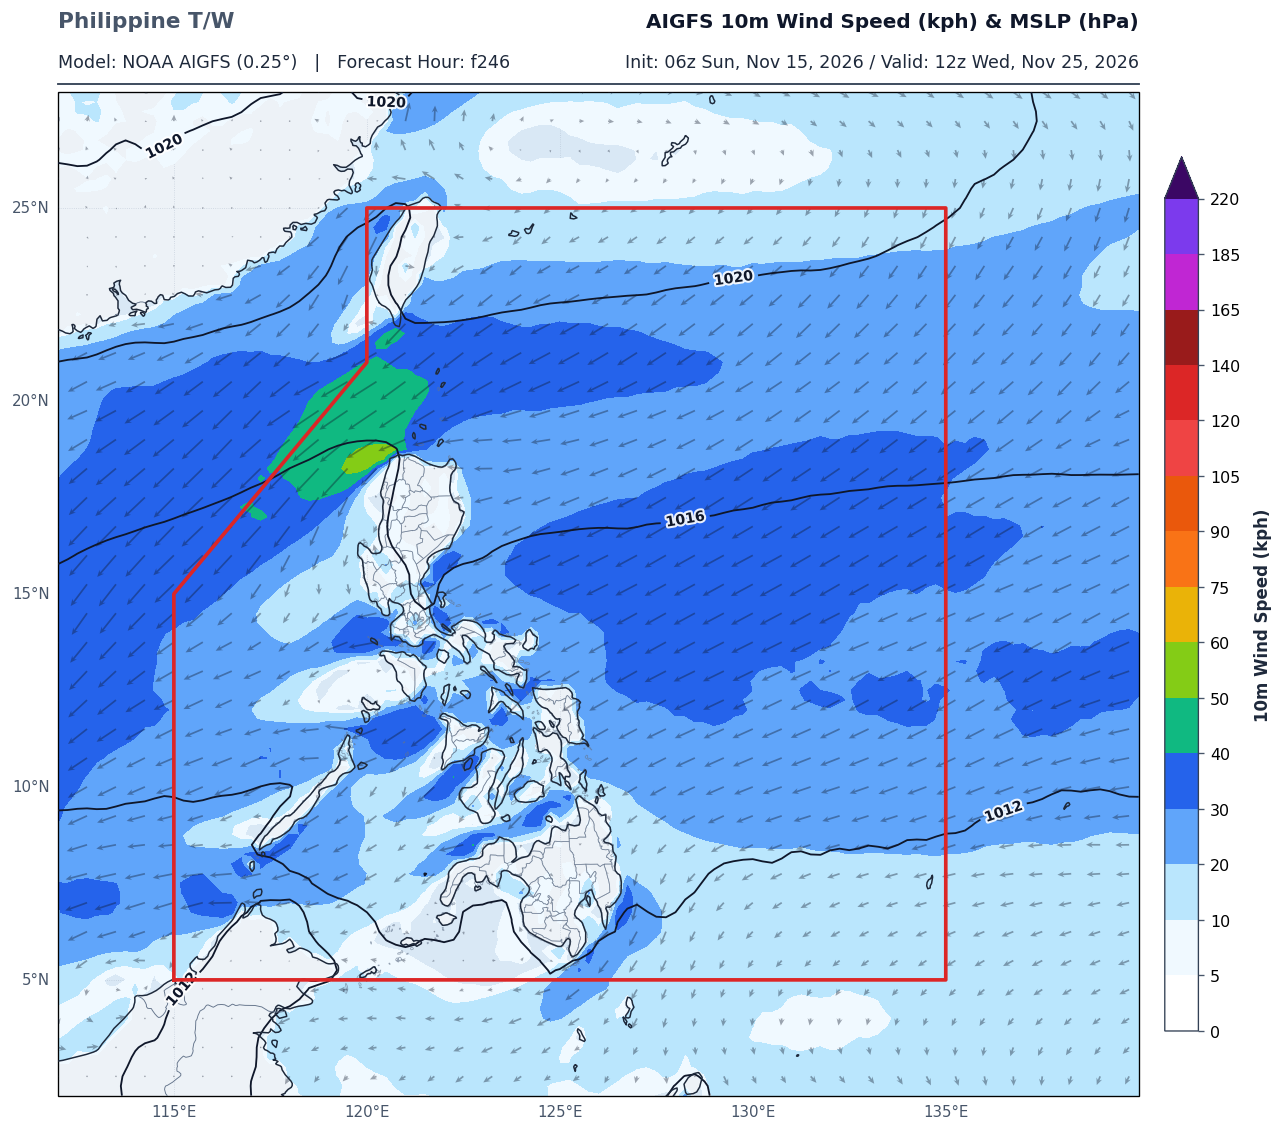 Philippine T/W
AIGFS 10m Wind Speed (kph) & MSLP (hPa)
Model: NOAA AIGFS (0.25°) | Forecast Hour: f246
Init: 06z Sun, Nov 15, 2026 / Valid: 12z Wed, Nov 25, 2026
1020
1020
25°N
1020
20°N
1016
15°N
10°N
1012
5°N
1012
115°E
120°E
125°E
130°E
135°E
220
185
165
140
120
105
90
75
60
50
40
30
20
10
5
0
10m Wind Speed (kph)